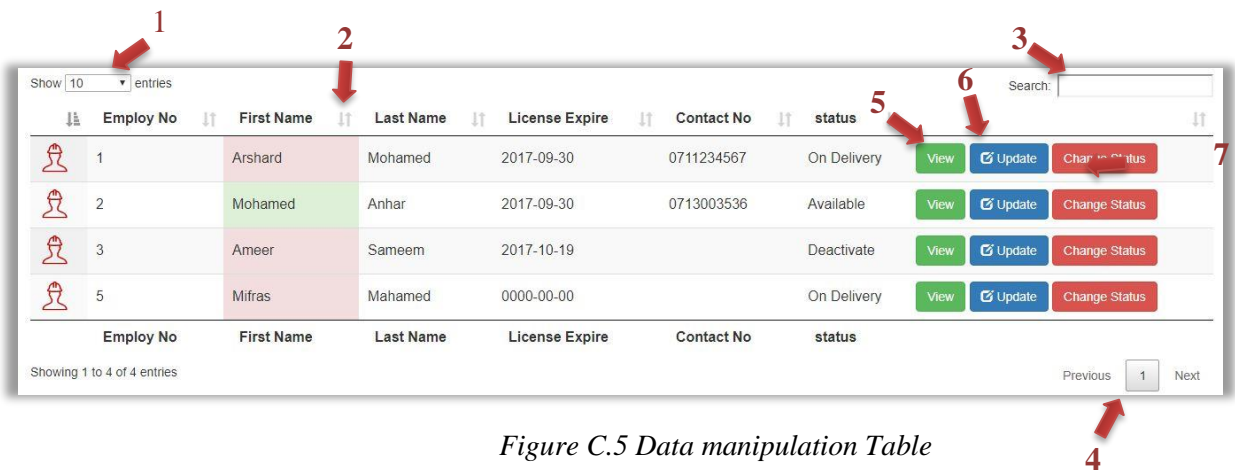 1
2
3
Show 10 entries
6
Search:
5
Employ No First Name Last Name License Expire Contact No status
1 Arshard Mohamed 2017-09-30 0711234567 On Delivery View Update Change Status 7
2 Mohamed Anhar 2017-09-30 0713003536 Available View Update Change Status
3 Ameer Sameem 2017-10-19 Deactivate View Update Change Status
5 Mifras Mahamed 0000-00-00 On Delivery View Update Change Status
Employ No First Name Last Name License Expire Contact No status
Showing 1 to 4 of 4 entries
Previous 1 Next
Figure C.5 Data manipulation Table
4